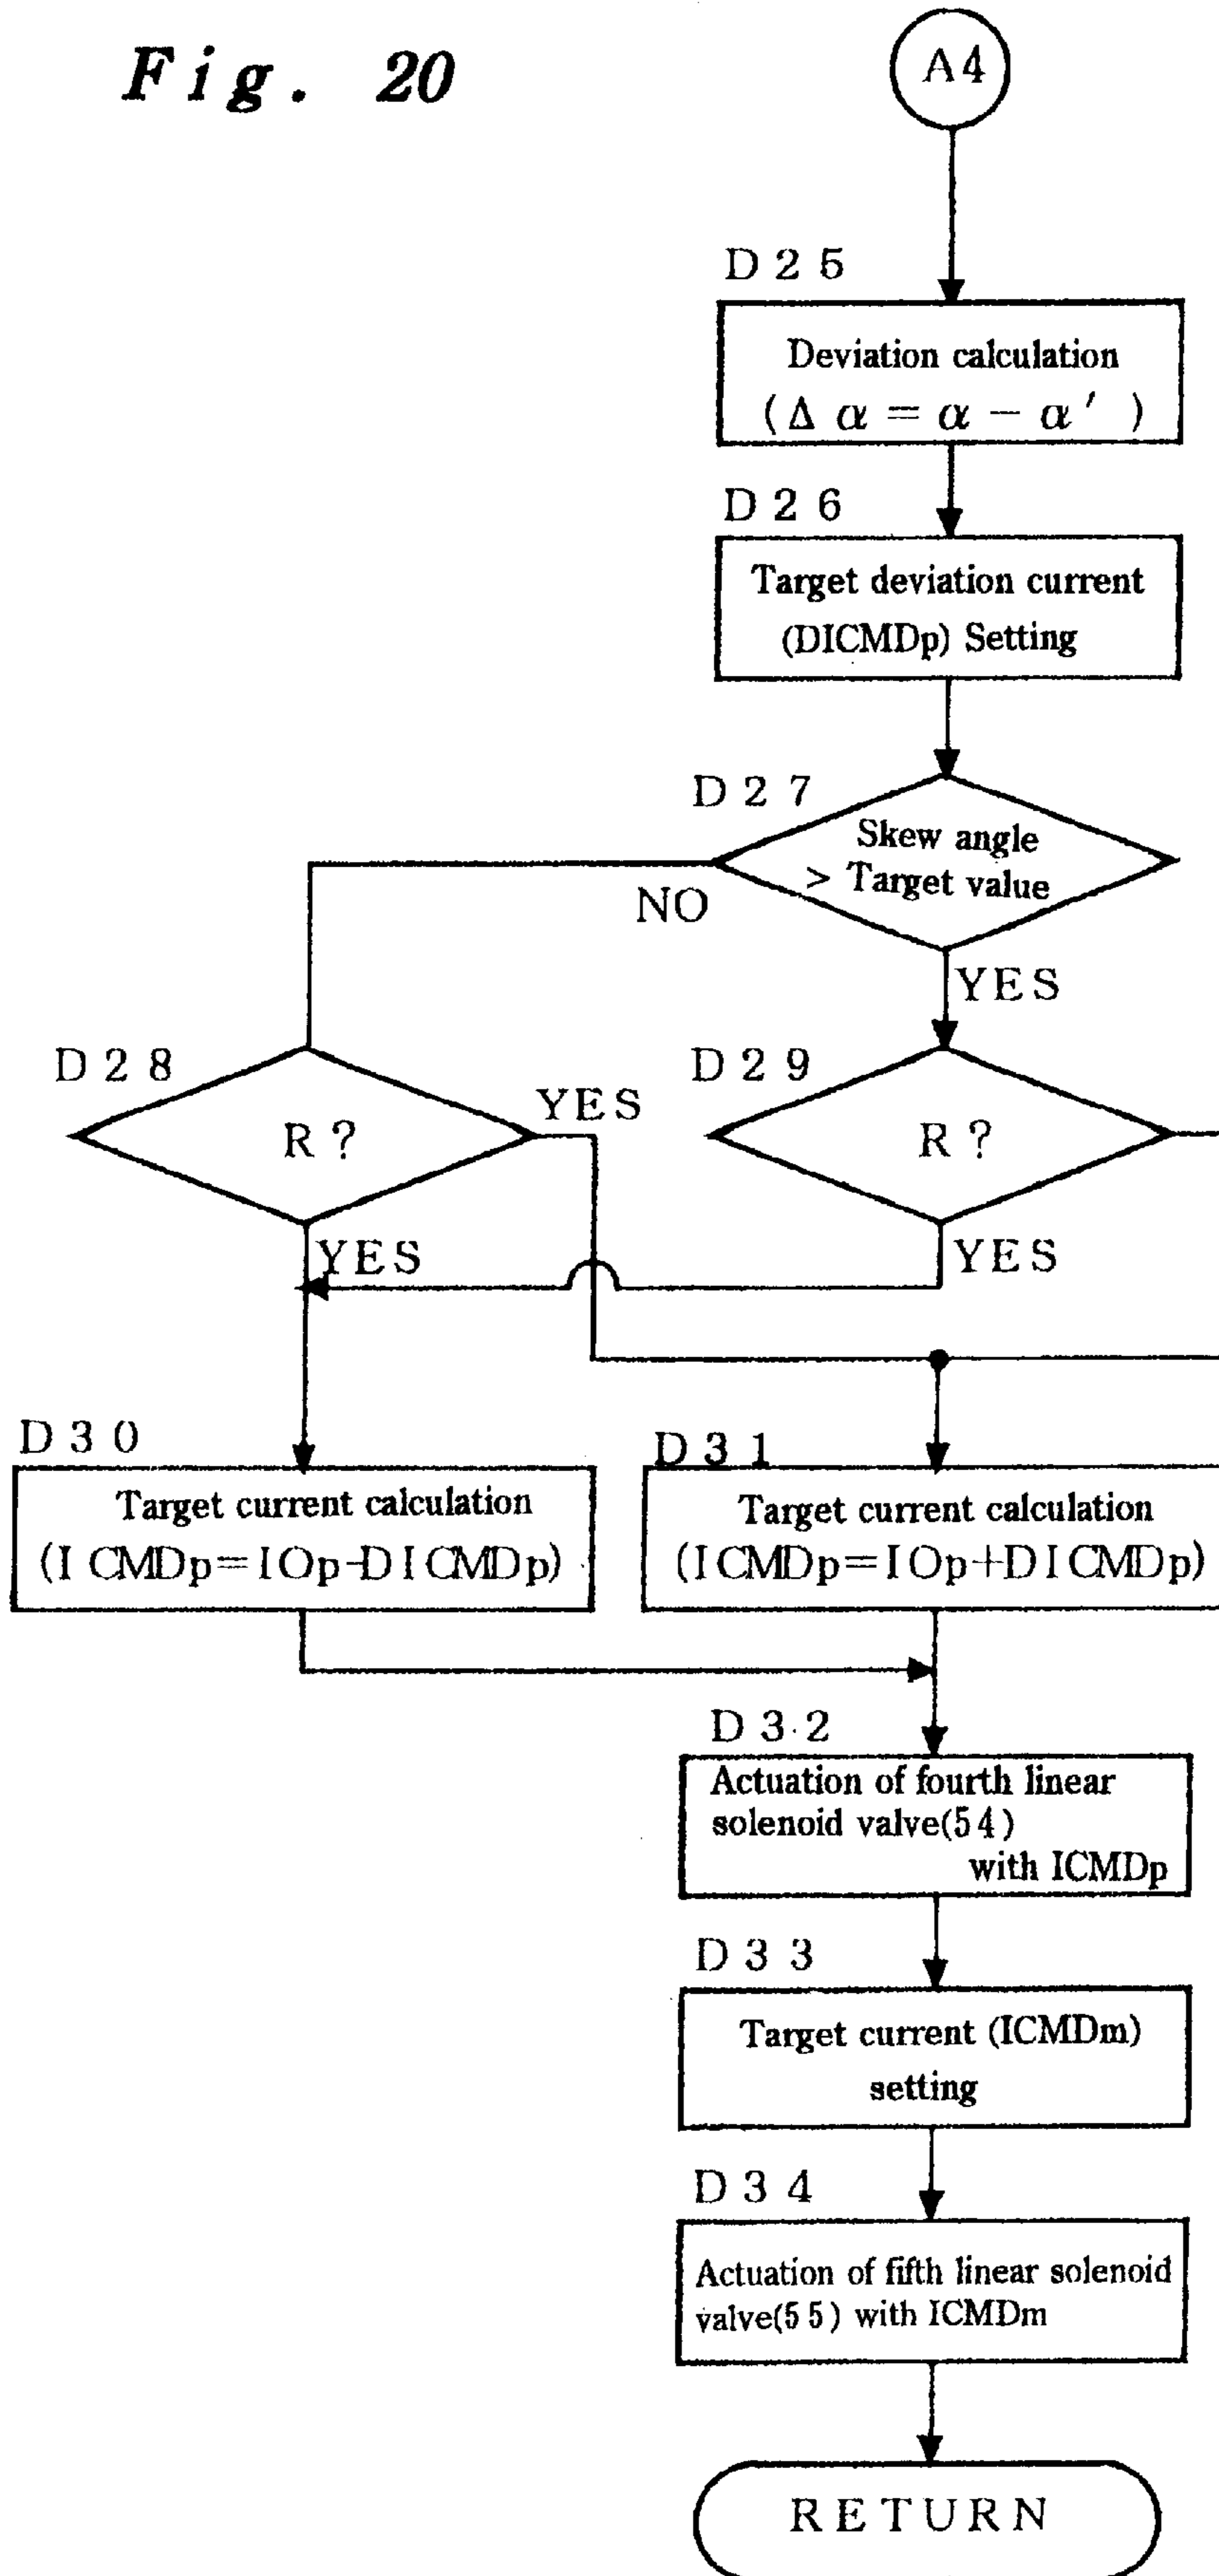 Fig. 20
A4
D25
Deviation calculation
(Δα=α-α')
D26
Target deviation current
(DICMDp) Setting
D27
Skew angle
> Target value
NO
YES
D28
R?
YES
YES
D29
R?
YES
D30
Target current calculation
(ICMDp=IOp-DICMDp)
D31
Target current calculation
(ICMDp=IOp+DICMDp)
D32
Actuation of fourth linear
solenoid valve(54)
with ICMDp
D33
Target current (ICMDm)
setting
D34
Actuation of fifth linear solenoid
valve(55) with ICMDm
RETURN